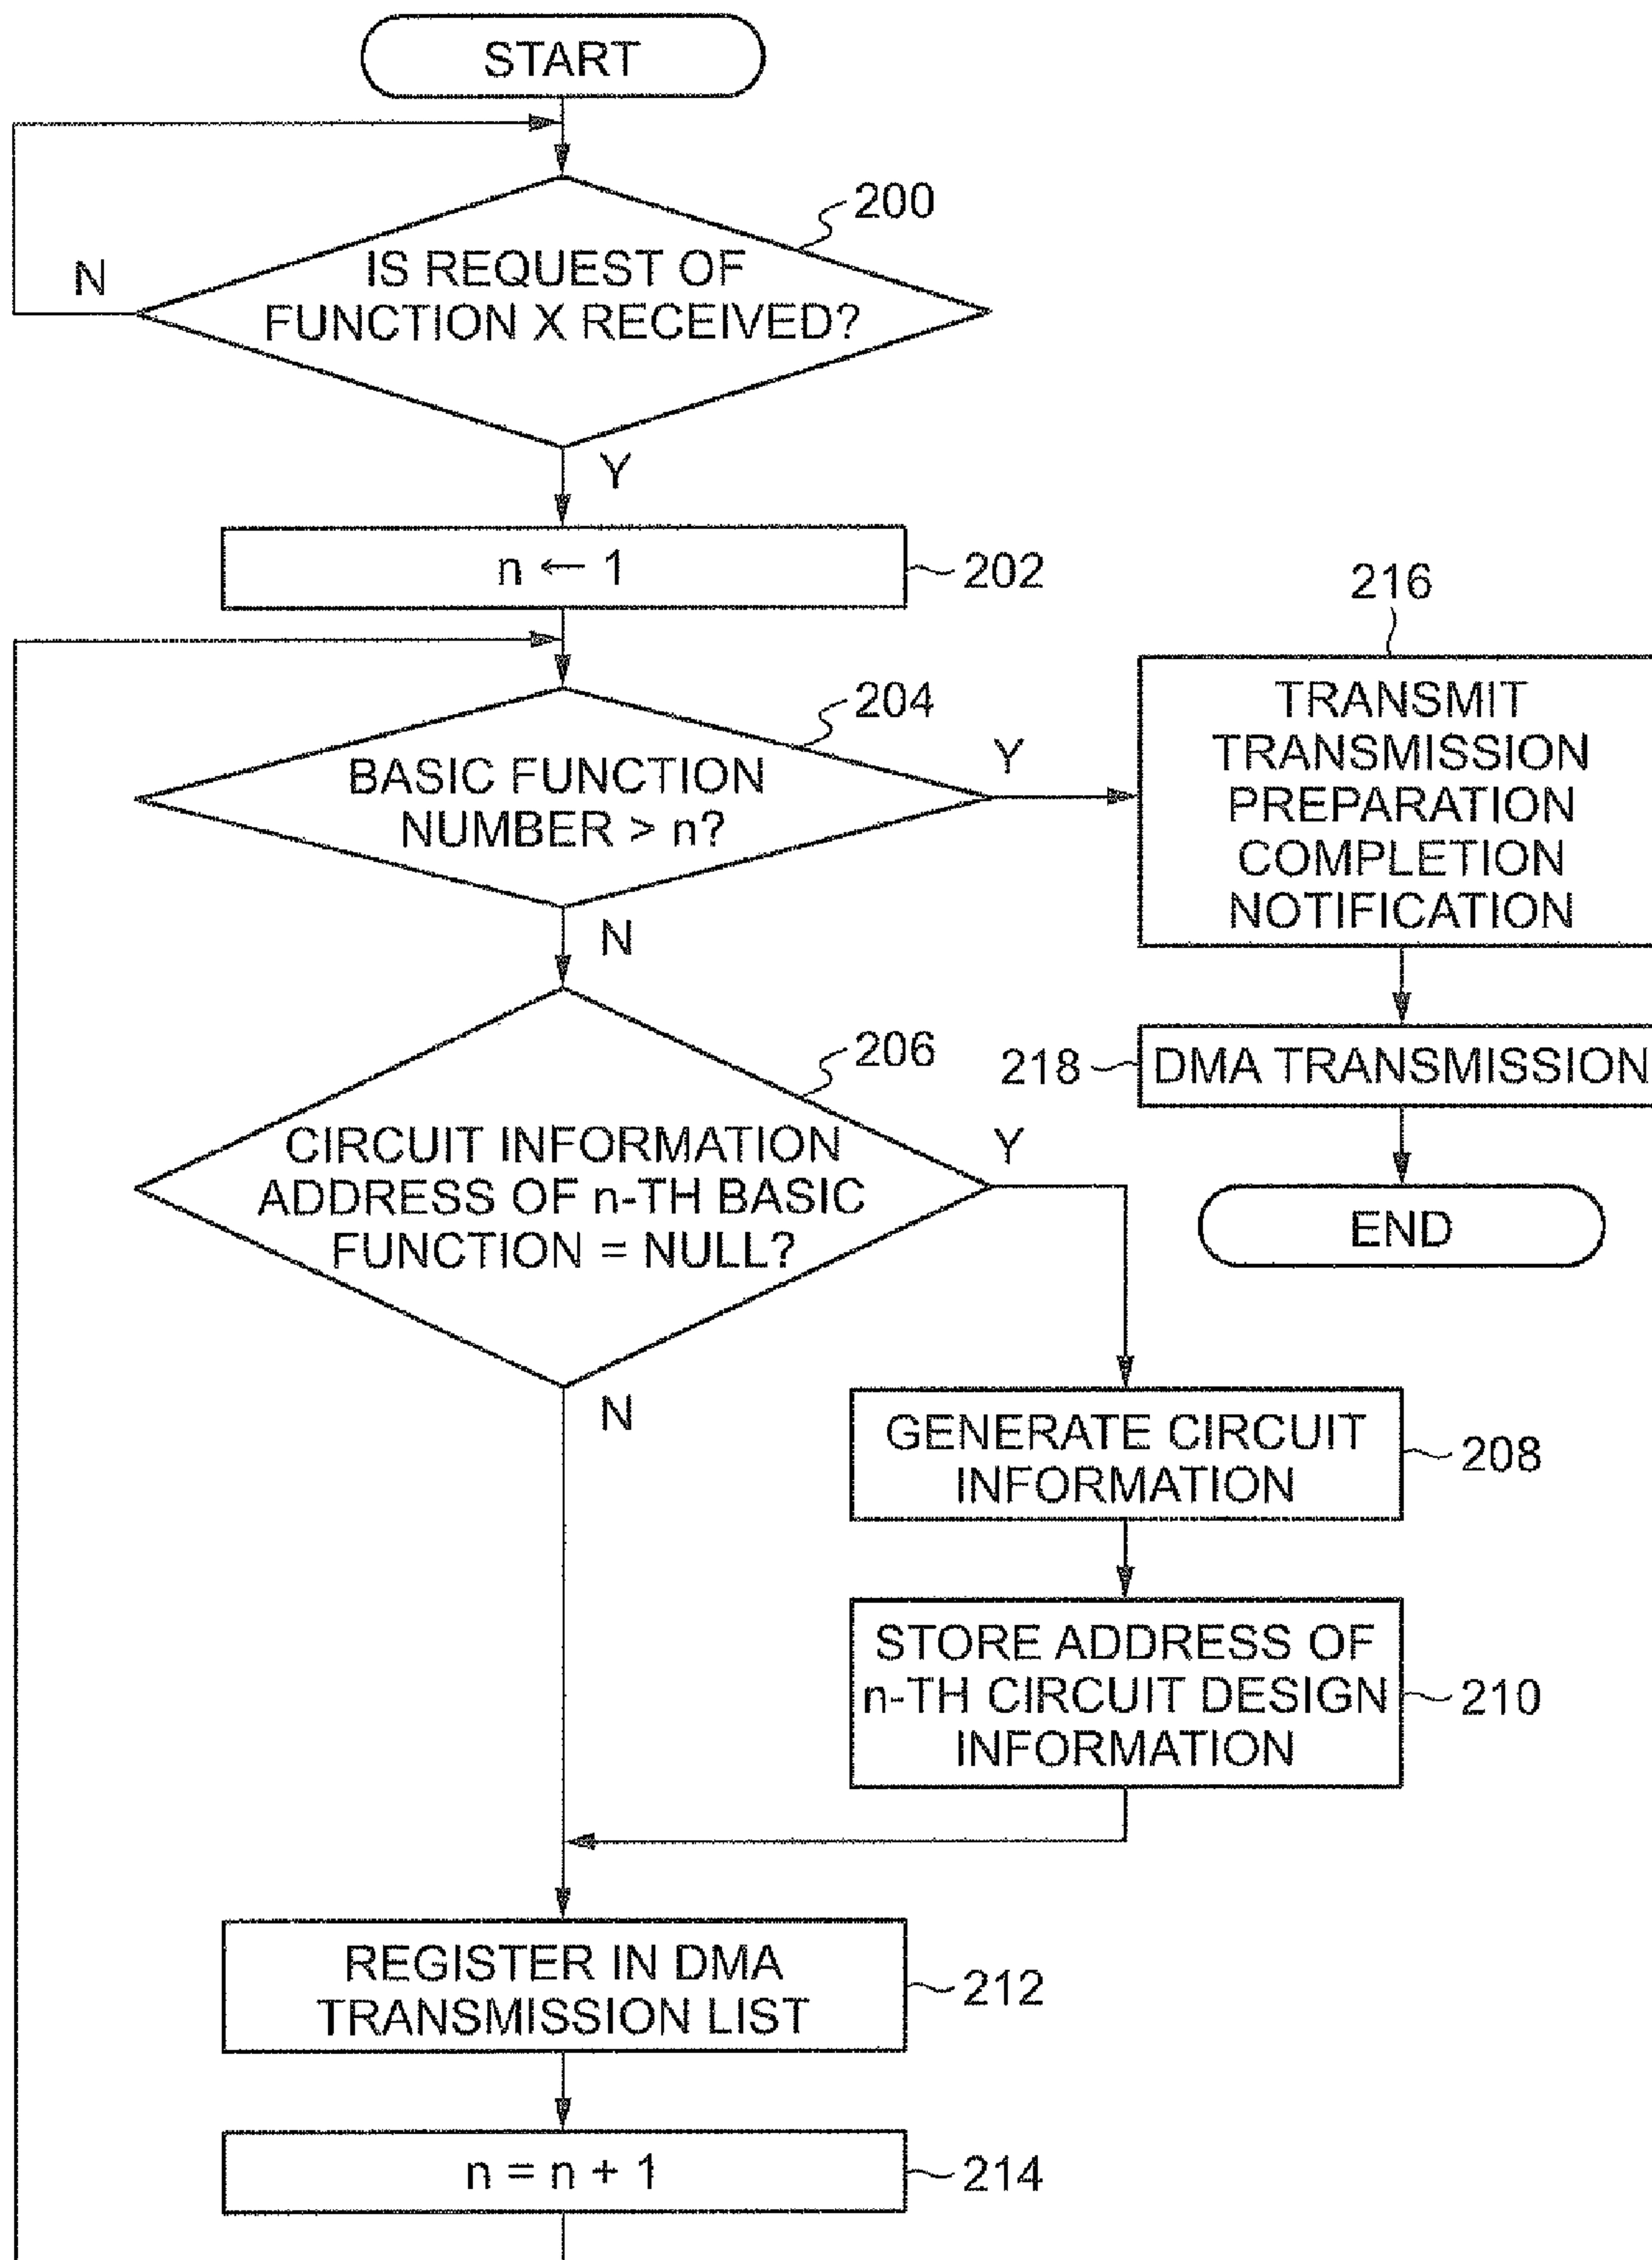 START
200
IS REQUEST OF
FUNCTION X RECEIVED?
N
Y
n ← 1
202
204
BASIC FUNCTION
NUMBER > n?
Y
N
216
TRANSMIT
TRANSMISSION
PREPARATION
COMPLETION
NOTIFICATION
218
DMA TRANSMISSION
END
206
CIRCUIT INFORMATION
ADDRESS OF n-TH BASIC
FUNCTION = NULL?
Y
N
GENERATE CIRCUIT
INFORMATION
208
STORE ADDRESS OF
n-TH CIRCUIT DESIGN
INFORMATION
210
REGISTER IN DMA
TRANSMISSION LIST
212
n = n + 1
214